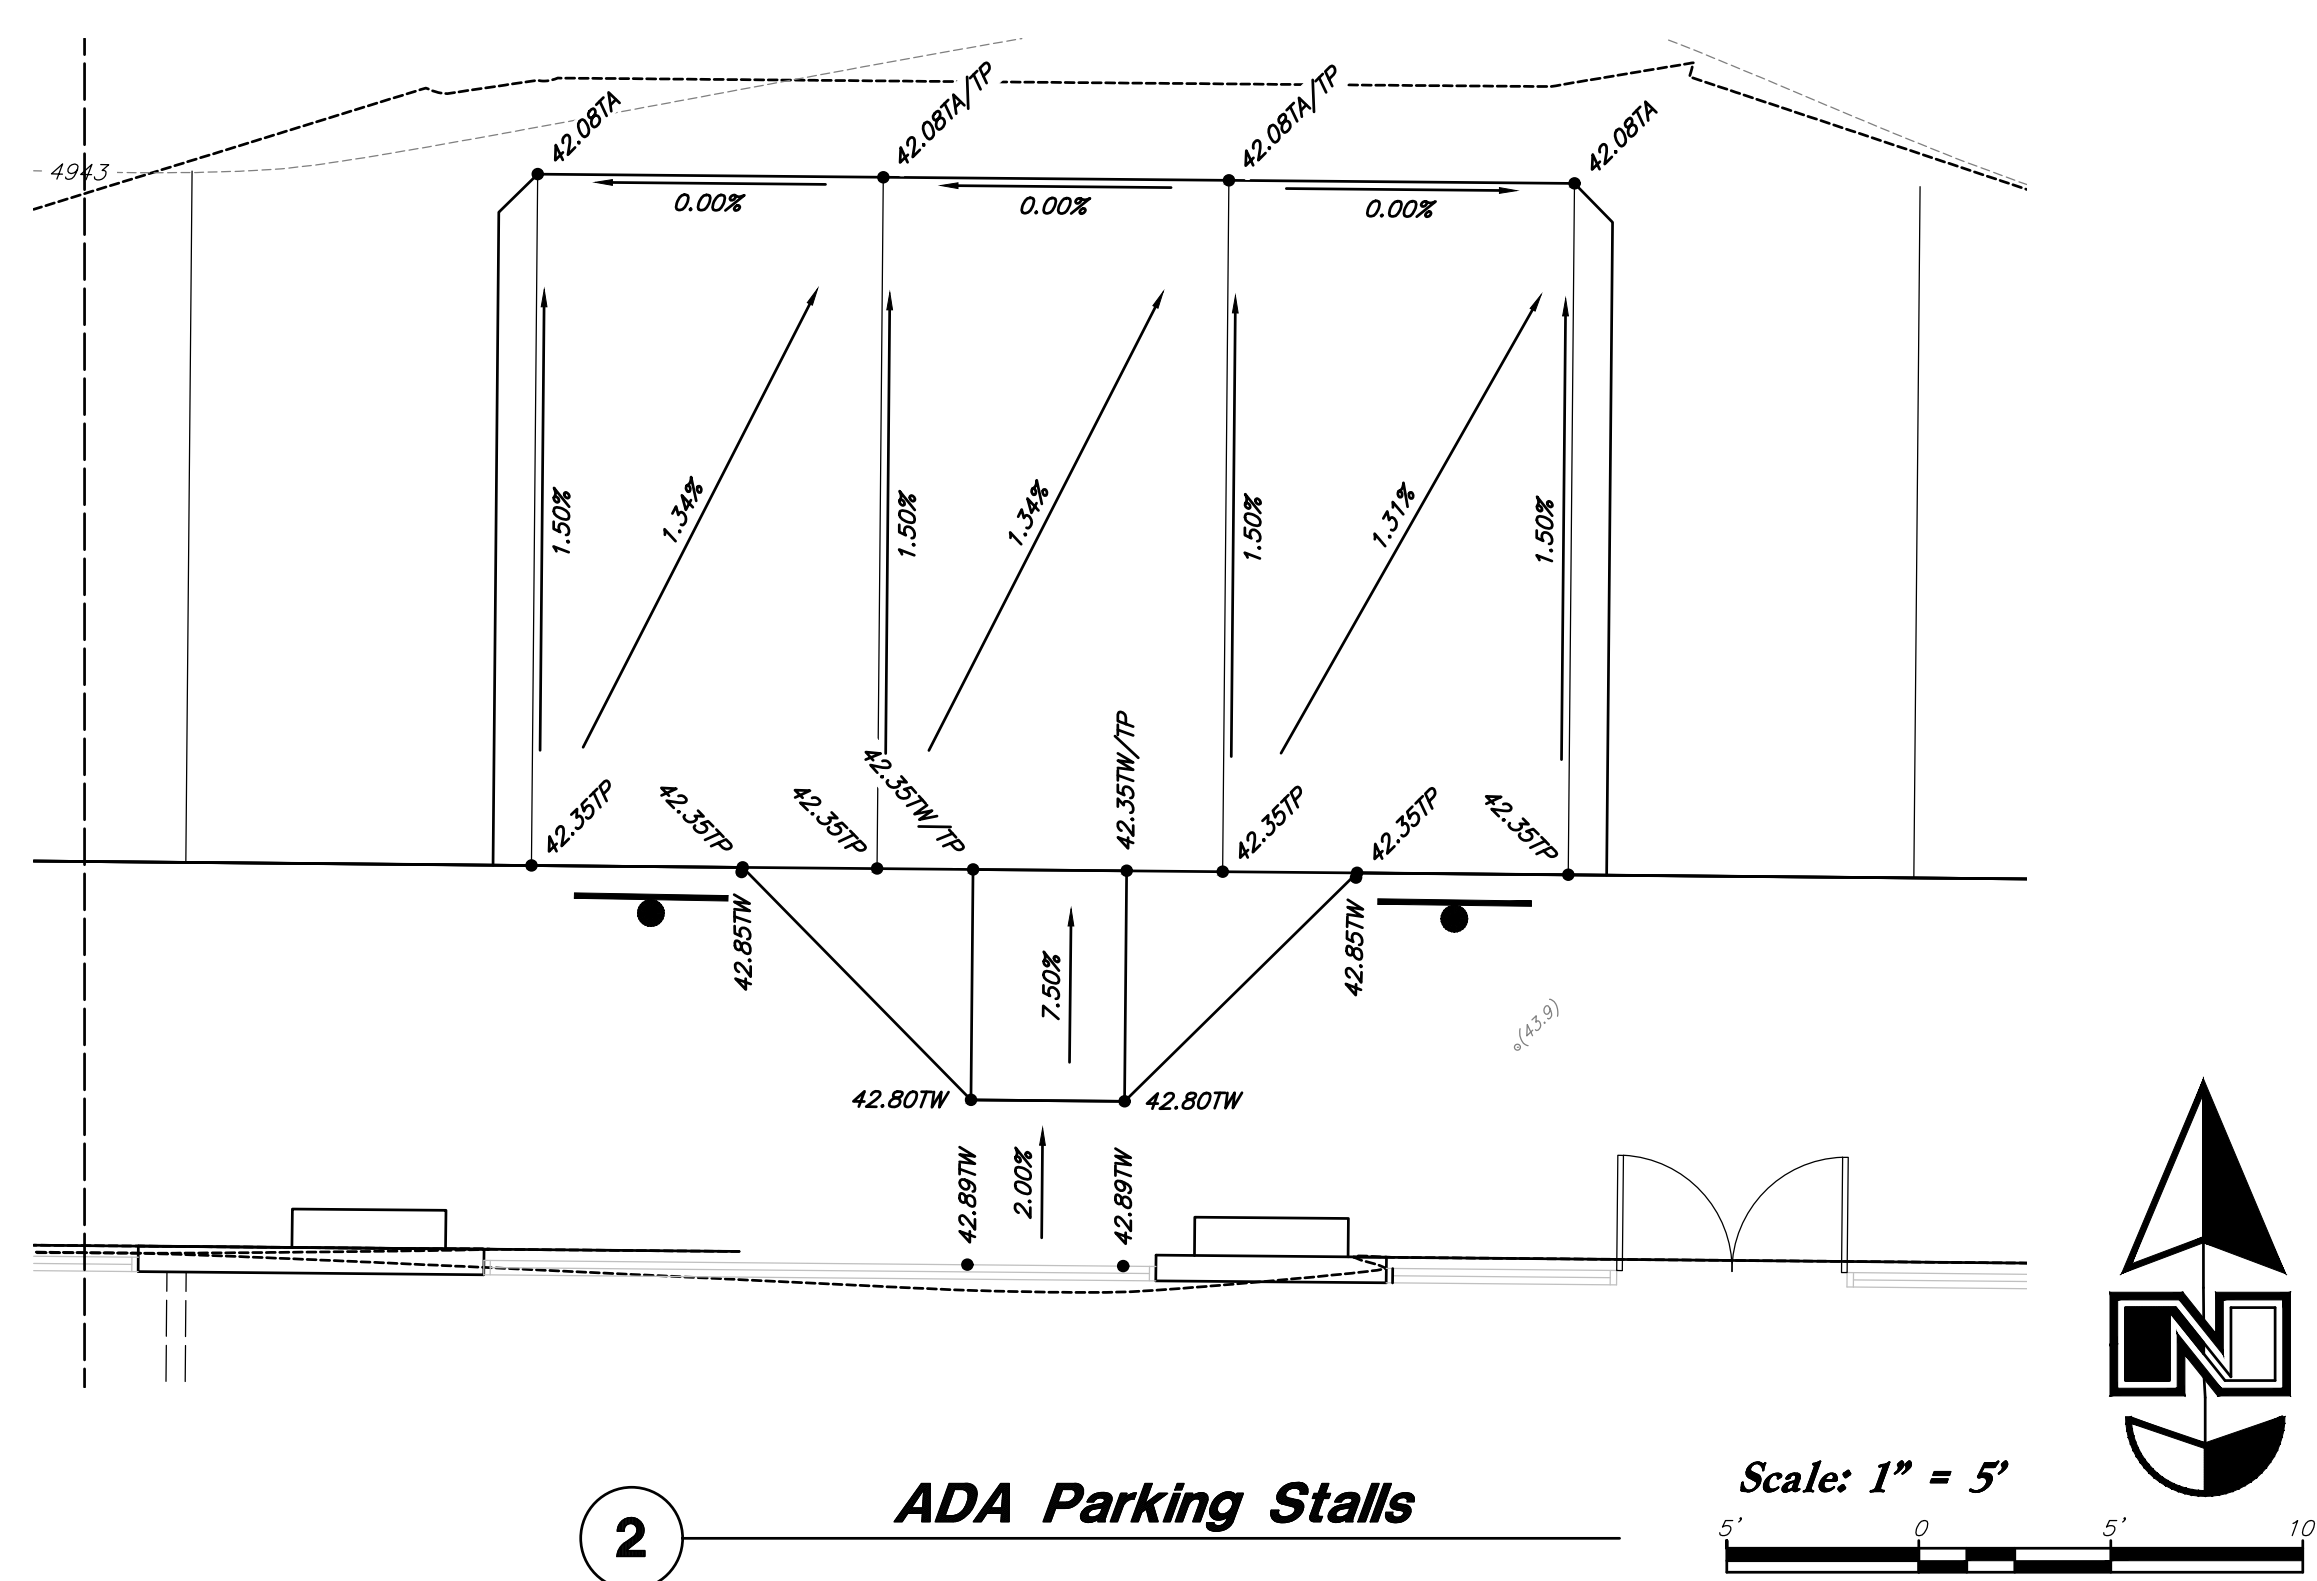 42.08TA
42.08TA/TP
42.08TA/TP
42.08TA
4943
0.00%
0.00%
0.00%
1.50%
1.34%
1.50%
1.34%
1.50%
1.31%
1.50%
42.35TP
42.35TP
42.35TP
42.35TW/TP
42.35TW/TP
42.35TP
42.35TP
42.35TP
42.85TW
42.85TW
7.50%
(43.9)
42.80TW
42.80TW
42.89TW
2.00%
42.89TW
N
2
ADA Parking Stalls
Scale: 1" = 5'
5' 0 5' 10